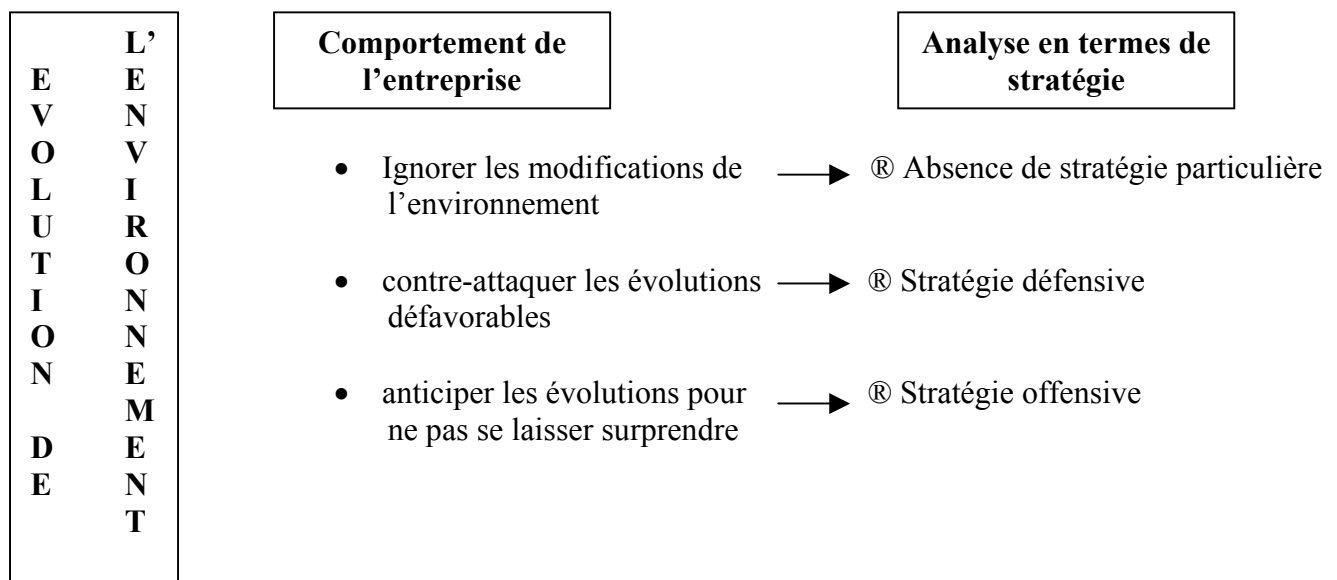 EVOLUTION DE
L’ENVIRONNEMENT
Comportement de
l’entreprise
Analyse en termes de
stratégie
• Ignorer les modifications de
l’environnement
® Absence de stratégie particulière
• contre-attaquer les évolutions
défavorables
® Stratégie défensive
• anticiper les évolutions pour
ne pas se laisser surprendre
® Stratégie offensive